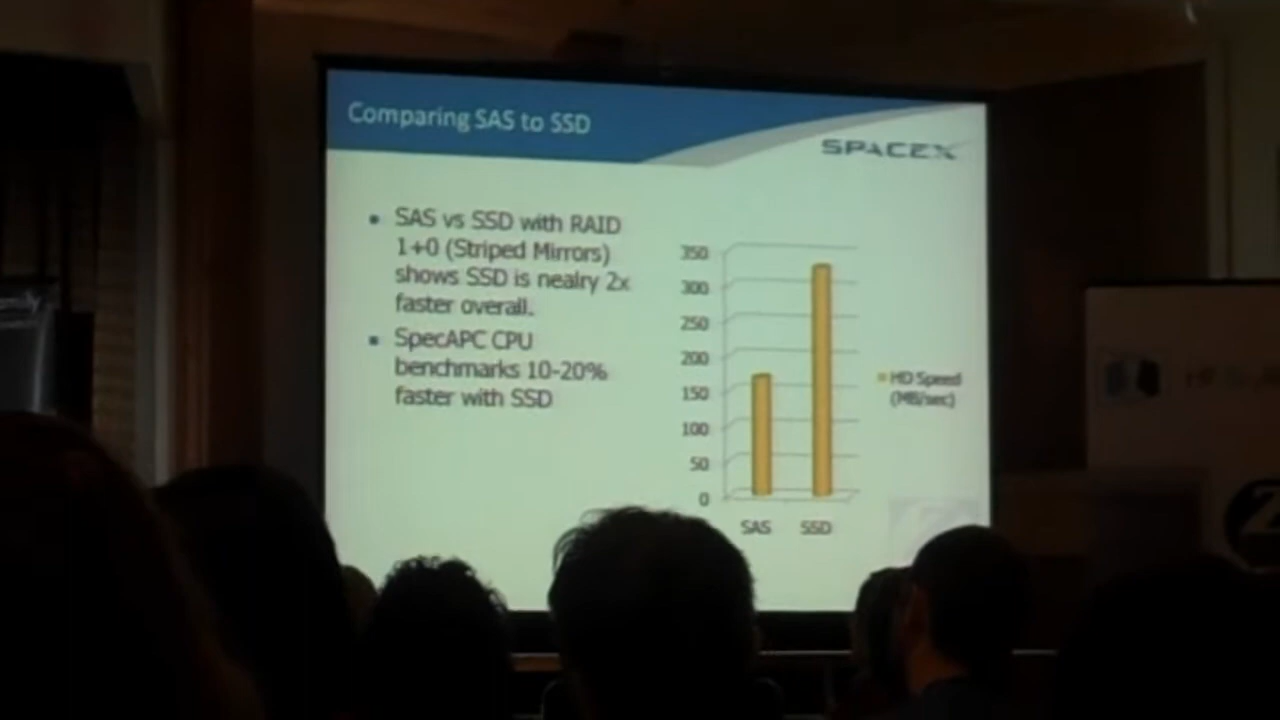 Comparing SAS to SSD
SPACEX
• SAS vs SSD with RAID
1+0 (Striped Mirrors)
shows SSD is nealry 2x
faster overall.
• SpecAPC CPU
benchmarks 10-20%
faster with SSD
350
300
250
200
150
100
50
0
SAS SSD
HD Speed
(MB/sec)